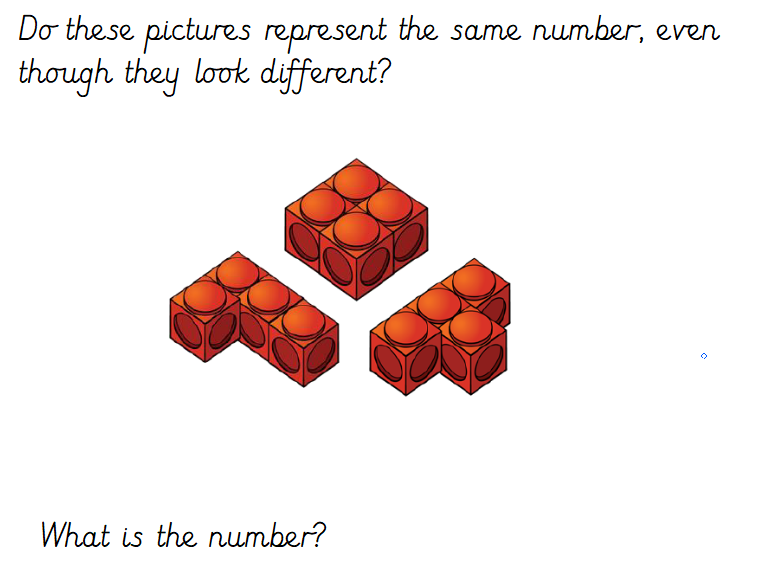 Do these pictures represent the same number, even
though they look different?
What is the number?